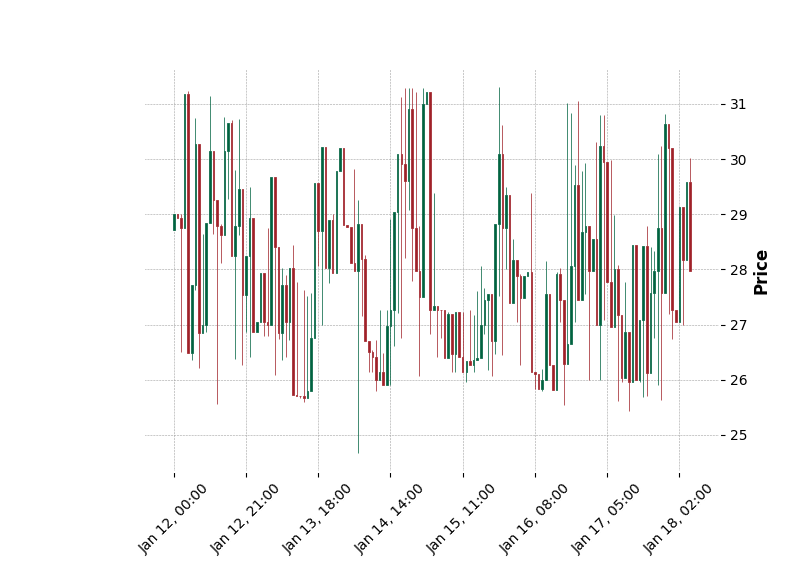 31
30
29
28
27
26
25
Price
Jan 12, 00:00
Jan 12, 21:00
Jan 13, 18:00
Jan 14, 14:00
Jan 15, 11:00
Jan 16, 08:00
Jan 17, 05:00
Jan 18, 02:00